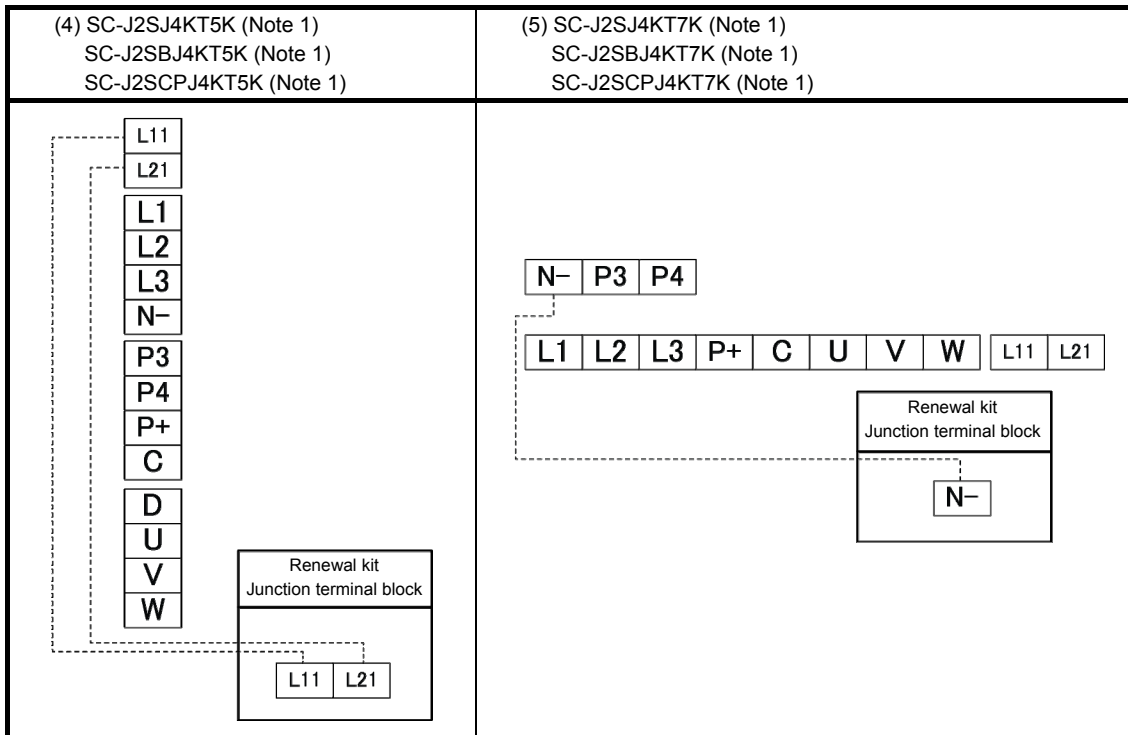 (4) SC-J2SJ4KT5K (Note 1)
SC-J2SBJ4KT5K (Note 1)
SC-J2SCPJ4KT5K (Note 1)
(5) SC-J2SJ4KT7K (Note 1)
SC-J2SBJ4KT7K (Note 1)
SC-J2SCPJ4KT7K (Note 1)
L11
L21
L1
L2
L3
N−
P3
P4
P+
C
D
U
V
W
Renewal kit
Junction terminal block
L11 L21
N− P3 P4
L1 L2 L3 P+ C U V W L11 L21
Renewal kit
Junction terminal block
N−